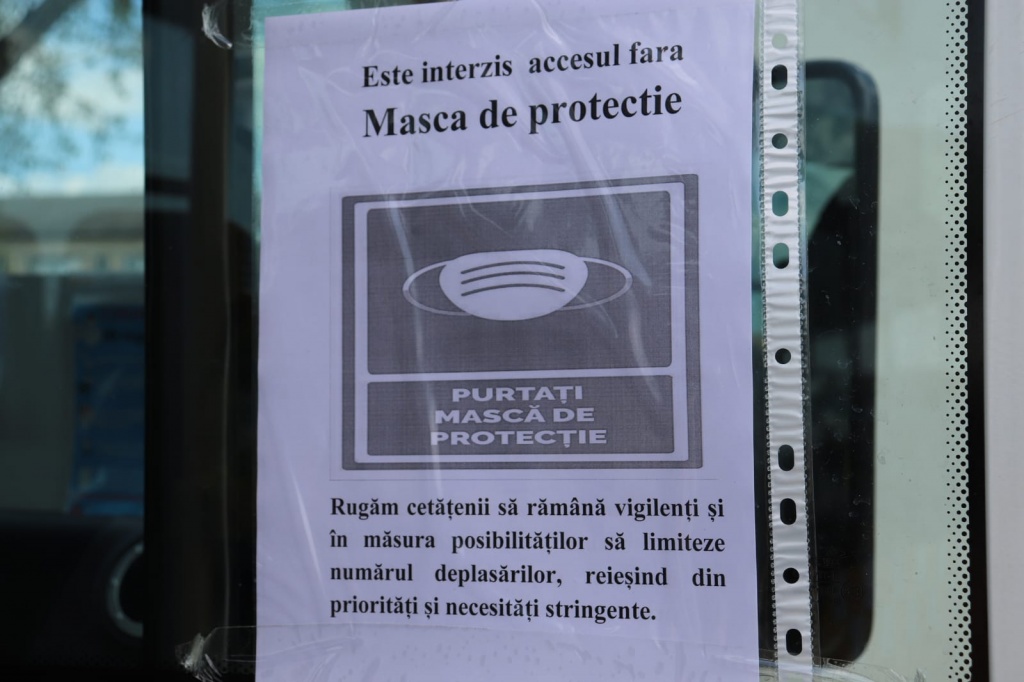 Este interzis accesul fara
Masca de protectie
PURTAȚI
MASCĂ DE
PROTECȚIE
Rugăm cetățenii să rămână vigilenți și
în măsura posibilităților să limiteze
numărul deplasărilor, reieșind din
priorități și necesități stringente.